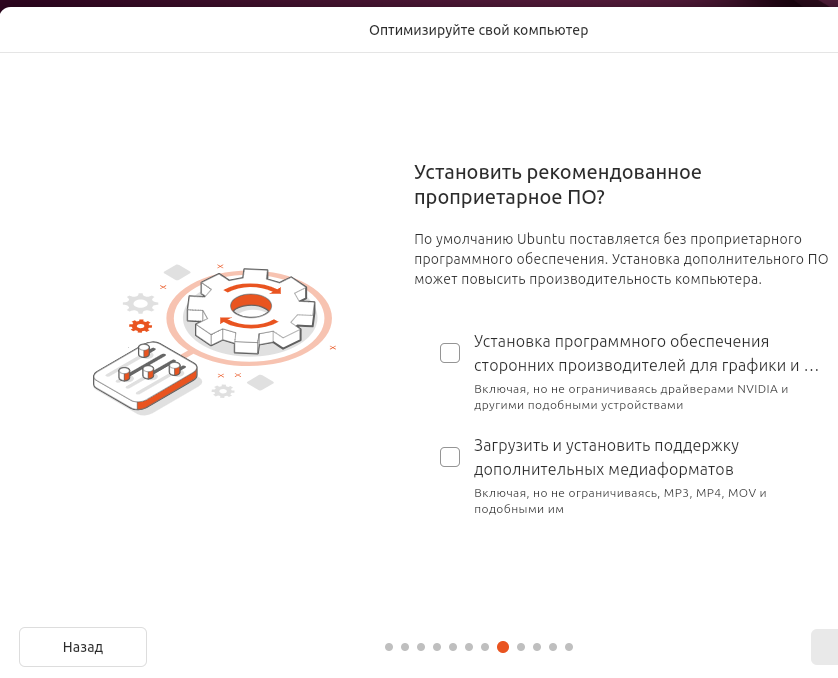 Оптимизируйте свой компьютер
Установить рекомендованное
проприетарное ПО?
По умолчанию Ubuntu поставляется без проприетарного
программного обеспечения. Установка дополнительного ПО
может повысить производительность компьютера.
Установка программного обеспечения
сторонних производителей для графики и …
Включая, но не ограничиваясь драйверами NVIDIA и
другими подобными устройствами
Загрузить и установить поддержку
дополнительных медиаформатов
Включая, но не ограничиваясь, MP3, MP4, MOV и
подобными им
Назад